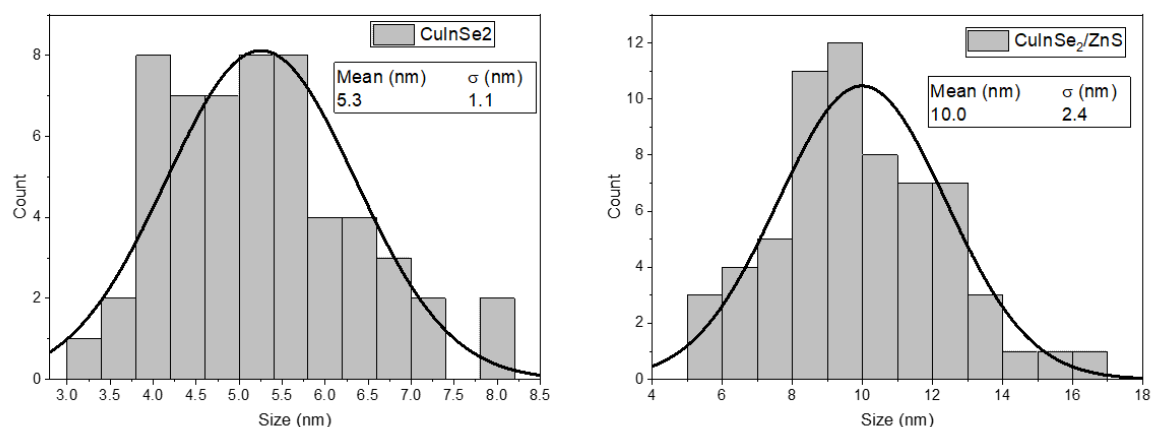 CuInSe2
Mean (nm) σ (nm)
5.3 1.1
8
6
4
2
0
Count
3.0 3.5 4.0 4.5 5.0 5.5 6.0 6.5 7.0 7.5 8.0 8.5
Size (nm)
CuInSe₂/ZnS
Mean (nm) σ (nm)
10.0 2.4
12
10
8
6
4
2
0
Count
4 6 8 10 12 14 16 18
Size (nm)